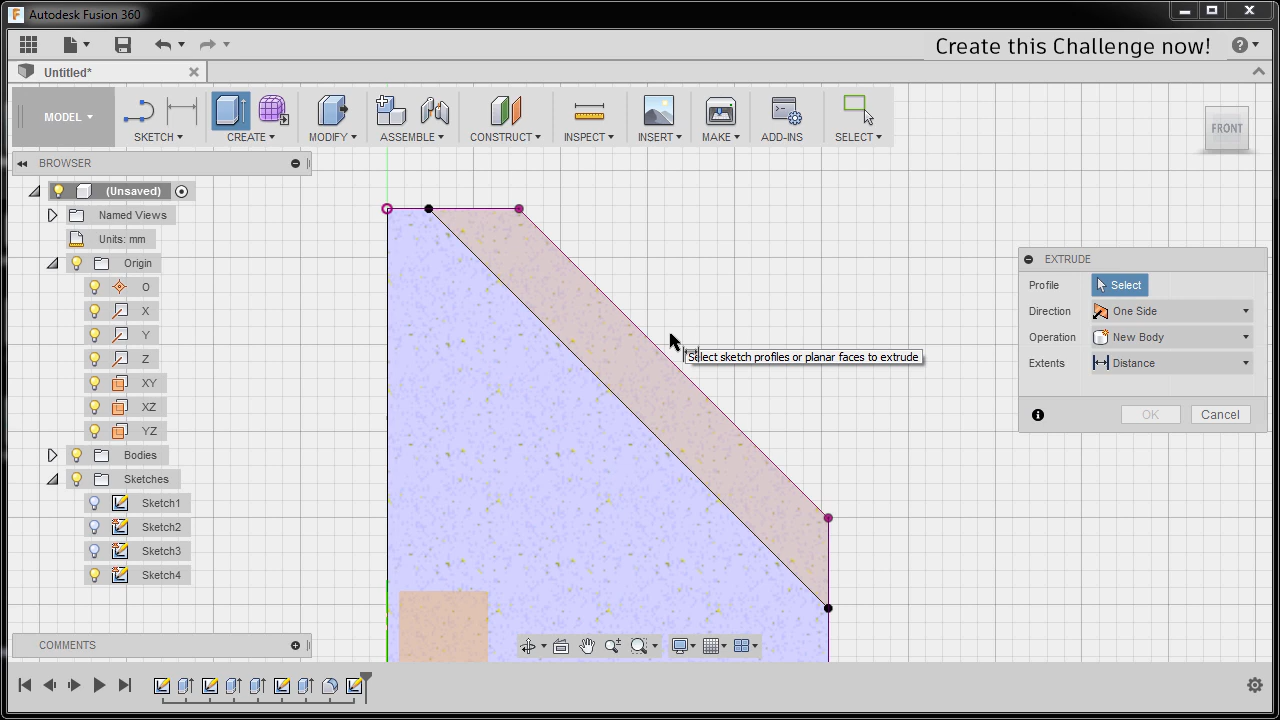 Autodesk Fusion 360
Create this Challenge now!
Untitled*
MODEL
SKETCH
CREATE
MODIFY
ASSEMBLE
CONSTRUCT
INSPECT
INSERT
MAKE
ADD-INS
SELECT
FRONT
BROWSER
(Unsaved)
Named Views
Units: mm
Origin
O
X
Y
Z
XY
XZ
YZ
Bodies
Sketches
Sketch1
Sketch2
Sketch3
Sketch4
Select sketch profiles or planar faces to extrude
EXTRUDE
Profile Select
Direction One Side
Operation New Body
Extents Distance
OK Cancel
COMMENTS